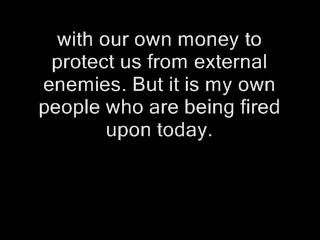 with our own money to
protect us from external
enemies. But it is my own
people who are being fired
upon today.